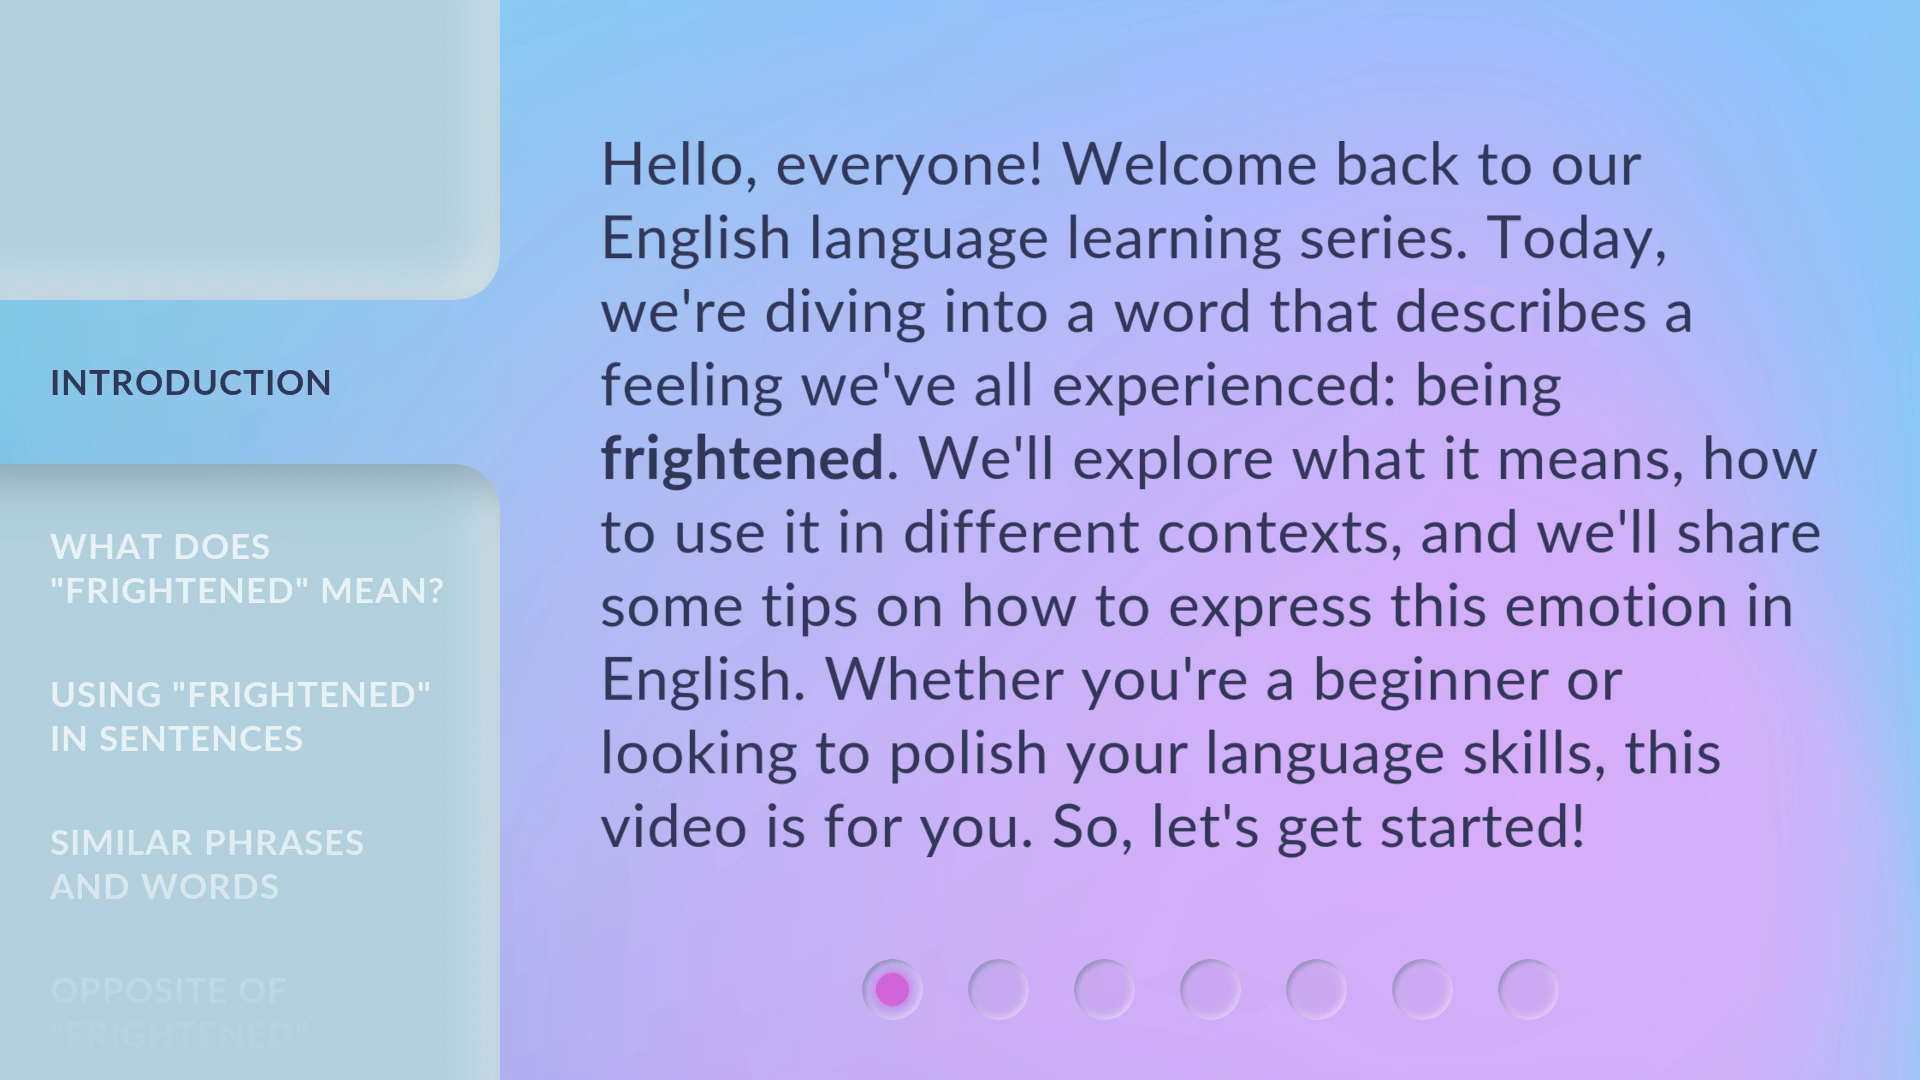 INTRODUCTION
WHAT DOES
"FRIGHTENED" MEAN?
USING "FRIGHTENED"
IN SENTENCES
SIMILAR PHRASES
AND WORDS
OPPOSITE OF
"FRIGHTENED"
Hello, everyone! Welcome back to our
English language learning series. Today,
we're diving into a word that describes a
feeling we've all experienced: being
frightened. We'll explore what it means, how
to use it in different contexts, and we'll share
some tips on how to express this emotion in
English. Whether you're a beginner or
looking to polish your language skills, this
video is for you. So, let's get started!